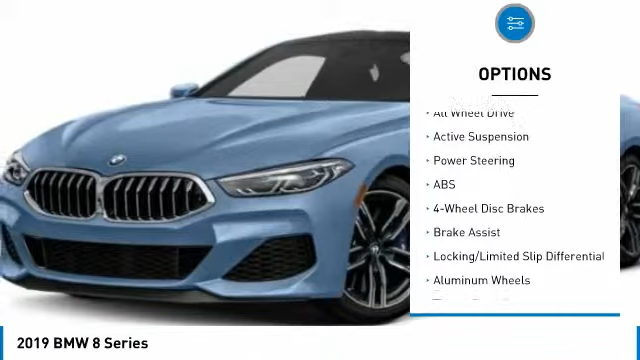 OPTIONS
All Wheel Drive
Active Suspension
Power Steering
ABS
4-Wheel Disc Brakes
Brake Assist
Locking/Limited Slip Differential
Aluminum Wheels
2019 BMW 8 Series